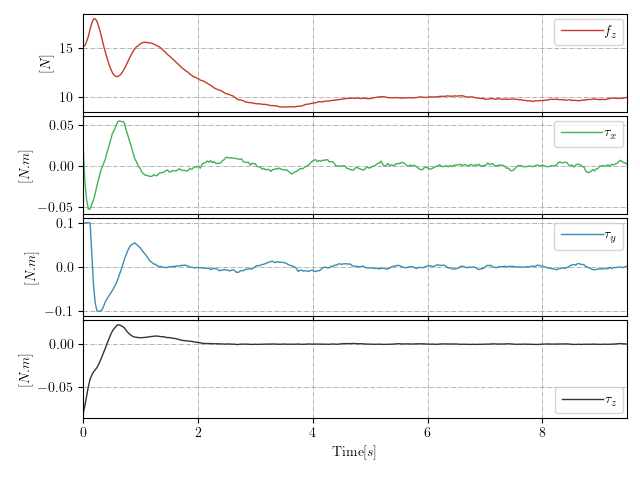 f_z
15
10
[N]
τ_x
0.05
0.00
−0.05
[N.m]
τ_y
0.1
0.0
−0.1
[N.m]
τ_z
0.00
−0.05
[N.m]
0 2 4 6 8
Time[s]